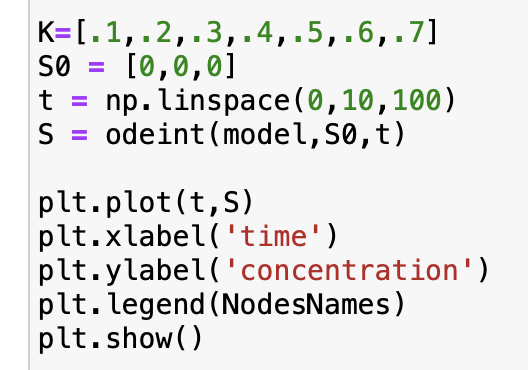 K=[.1,.2,.3,.4,.5,.6,.7]
S0 = [0,0,0]
t = np.linspace(0,10,100)
S = odeint(model,S0,t)
plt.plot(t,S)
plt.xlabel('time')
plt.ylabel('concentration')
plt.legend(NodesNames)
plt.show()